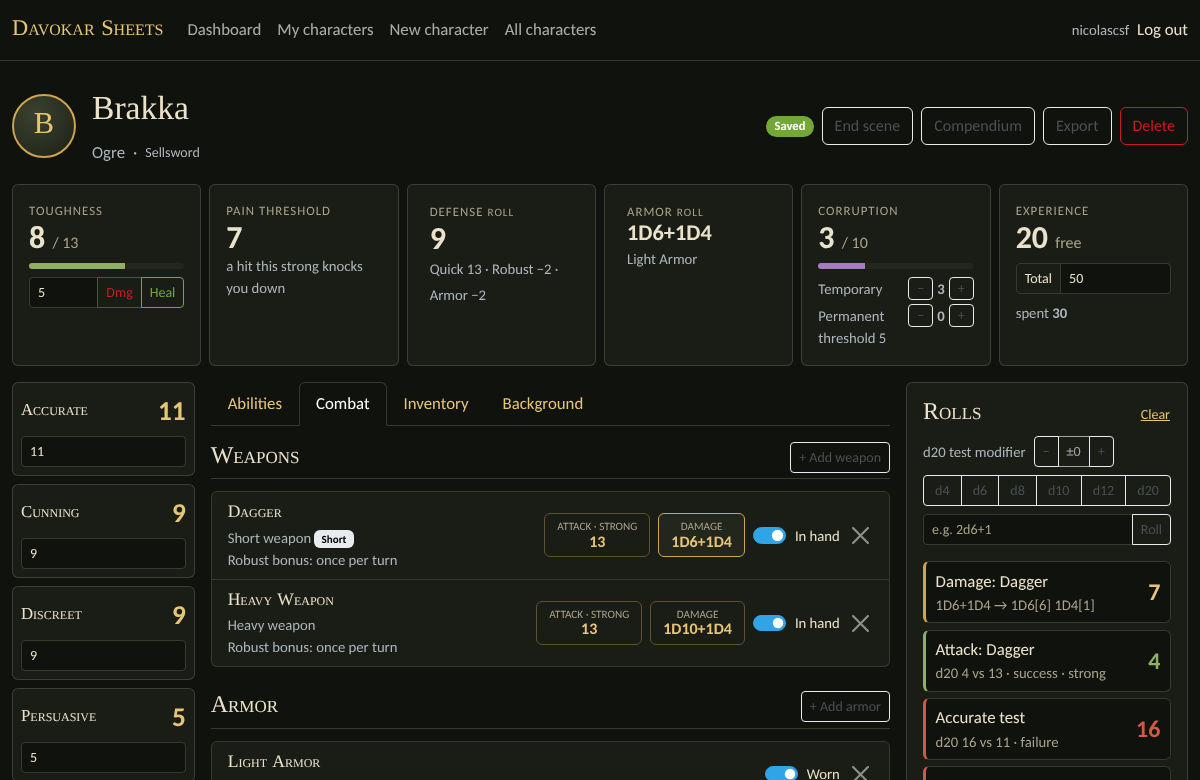 Davokar Sheets Dashboard My characters New character All characters nicolascsf Log out
B
Brakka
Ogre · Sellsword
Saved End scene Compendium Export Delete
TOUGHNESS
8 / 13
5 Dmg Heal
PAIN THRESHOLD
7
a hit this strong knocks
you down
DEFENSE ROLL
9
Quick 13 · Robust −2 ·
Armor −2
ARMOR ROLL
1D6+1D4
Light Armor
CORRUPTION
3 / 10
Temporary − 3 +
Permanent − 0 +
threshold 5
EXPERIENCE
20 free
Total 50
spent 30
Accurate 11
11
Cunning 9
9
Discreet 9
9
Persuasive 5
5
Abilities Combat Inventory Background
Weapons + Add weapon
Dagger
Short weapon Short
Robust bonus: once per turn
ATTACK · STRONG
13
DAMAGE
1D6+1D4
In hand
Heavy Weapon
Heavy weapon
Robust bonus: once per turn
ATTACK · STRONG
13
DAMAGE
1D10+1D4
In hand
Armor + Add armor
Light Armor
Worn
Rolls Clear
d20 test modifier − ±0 +
d4 d6 d8 d10 d12 d20
e.g. 2d6+1 Roll
Damage: Dagger 7
1D6+1D4 → 1D6[6] 1D4[1]
Attack: Dagger 4
d20 4 vs 13 · success · strong
Accurate test 16
d20 16 vs 11 · failure